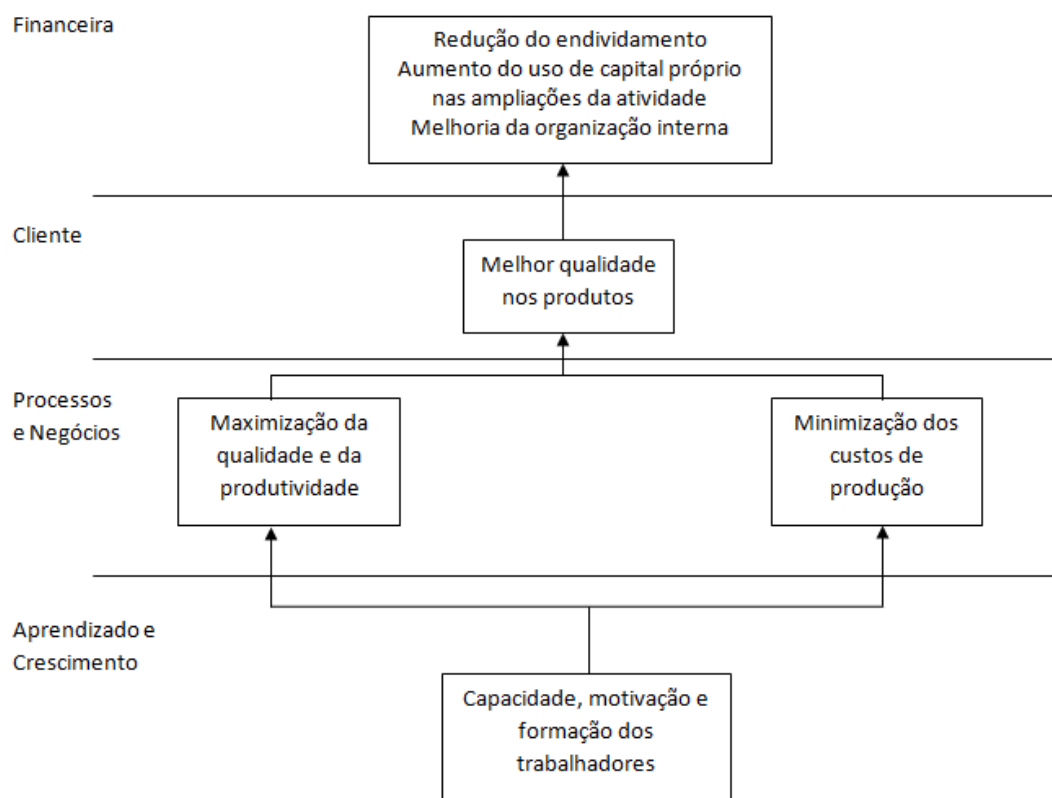 Financeira
Redução do endividamento
Aumento do uso de capital próprio
nas ampliações da atividade
Melhoria da organização interna
Cliente
Melhor qualidade
nos produtos
Processos
e Negócios
Maximização da
qualidade e da
produtividade
Minimização dos
custos de
produção
Aprendizado e
Crescimento
Capacidade, motivação e
formação dos
trabalhadores